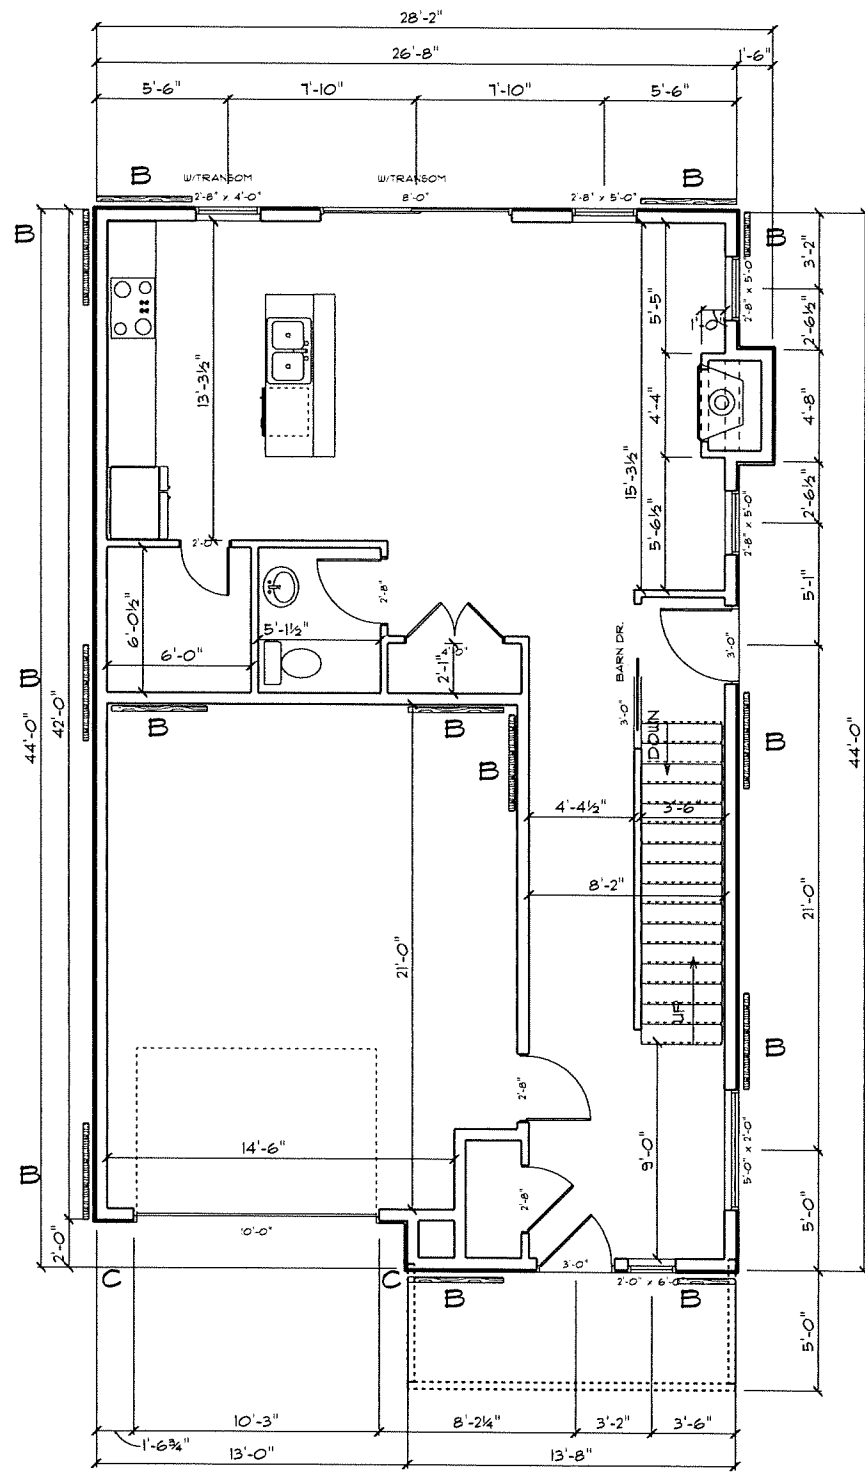 28'-2"
26'-8"
1'-6"
5'-6"
7'-10"
7'-10"
5'-6"
W/TRANSOM
W/TRANSOM
B
B
2'-8" x 4'-0"
8'-0"
2'-8" x 5'-0"
B
B
3'-2"
2'-8" x 5'-0"
5'-5"
2'-6½"
13'-3½"
4'-4"
4'-8"
15'-3½"
2'-6½"
2'-8" x 5'-0"
5'-6½"
2'-0"
5'-1"
2'-8"
6'-0½"
5'-1½"
BARN DR.
3'-0"
6'-0"
4'-0"
2'-1"
B
3'-0"
44'-0"
42'-0"
B
B
B
DOWN
B
44'-0"
4'-4½"
3'-6"
8'-2"
21'-0"
21'-0"
UP
B
2'-8"
14'-6"
9'-0"
5'-0" x 2'-0"
B
2'-8"
5'-0"
2'-0"
10'-0"
3'-0"
2'-0" x 6'-0"
C
C
B
B
5'-0"
10'-3"
8'-2¼"
3'-2"
3'-6"
1'-6¾"
13'-0"
13'-8"